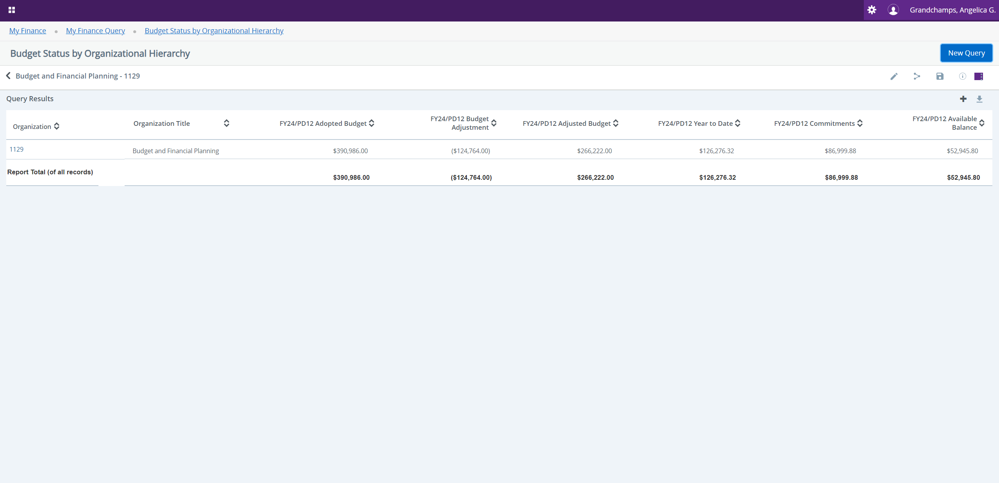 Grandchamps, Angelica G.
My Finance • My Finance Query • Budget Status by Organizational Hierarchy
Budget Status by Organizational Hierarchy
New Query
Budget and Financial Planning - 1129
Query Results
Organization
Organization Title
FY24/PD12 Adopted Budget
FY24/PD12 Budget
Adjustment
FY24/PD12 Adjusted Budget
FY24/PD12 Year to Date
FY24/PD12 Commitments
FY24/PD12 Available
Balance
1129 Budget and Financial Planning $390,986.00 ($124,764.00) $266,222.00 $126,276.32 $86,999.88 $52,945.80
Report Total (of all records) $390,986.00 ($124,764.00) $266,222.00 $126,276.32 $86,999.88 $52,945.80